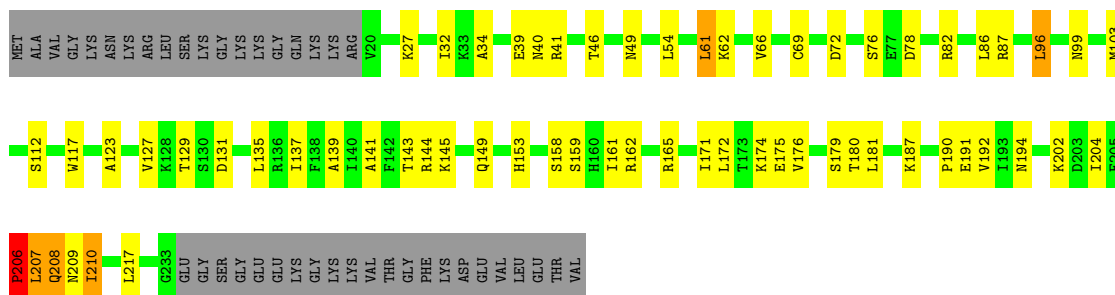 MET ALA VAL GLY LYS ASN LYS ARG LEU SER LYS GLY LYS LYS GLY GLN LYS LYS ARG V20 K27 I32 K33 A34 E39 N40 R41 T46 N49 L54 L61 K62 V66 C69 D72 S76 E77 D78 R82 L86 R87 L96 N99 M103
S112 W117 A123 V127 K128 T129 S130 D131 L135 R136 I137 F138 A139 I140 A141 F142 T143 R144 K145 Q149 H153 S158 S159 H160 I161 R162 R165 I171 L172 T173 K174 E175 V176 S179 T180 L181 K187 P190 E191 V192 I193 N194 K202 D203 I204
P206 L207 Q208 N209 I210 L217 G233 GLU GLY SER GLY GLU GLU LYS GLY LYS LYS VAL THR GLY PHE LYS ASP GLU VAL LEU GLU THR VAL